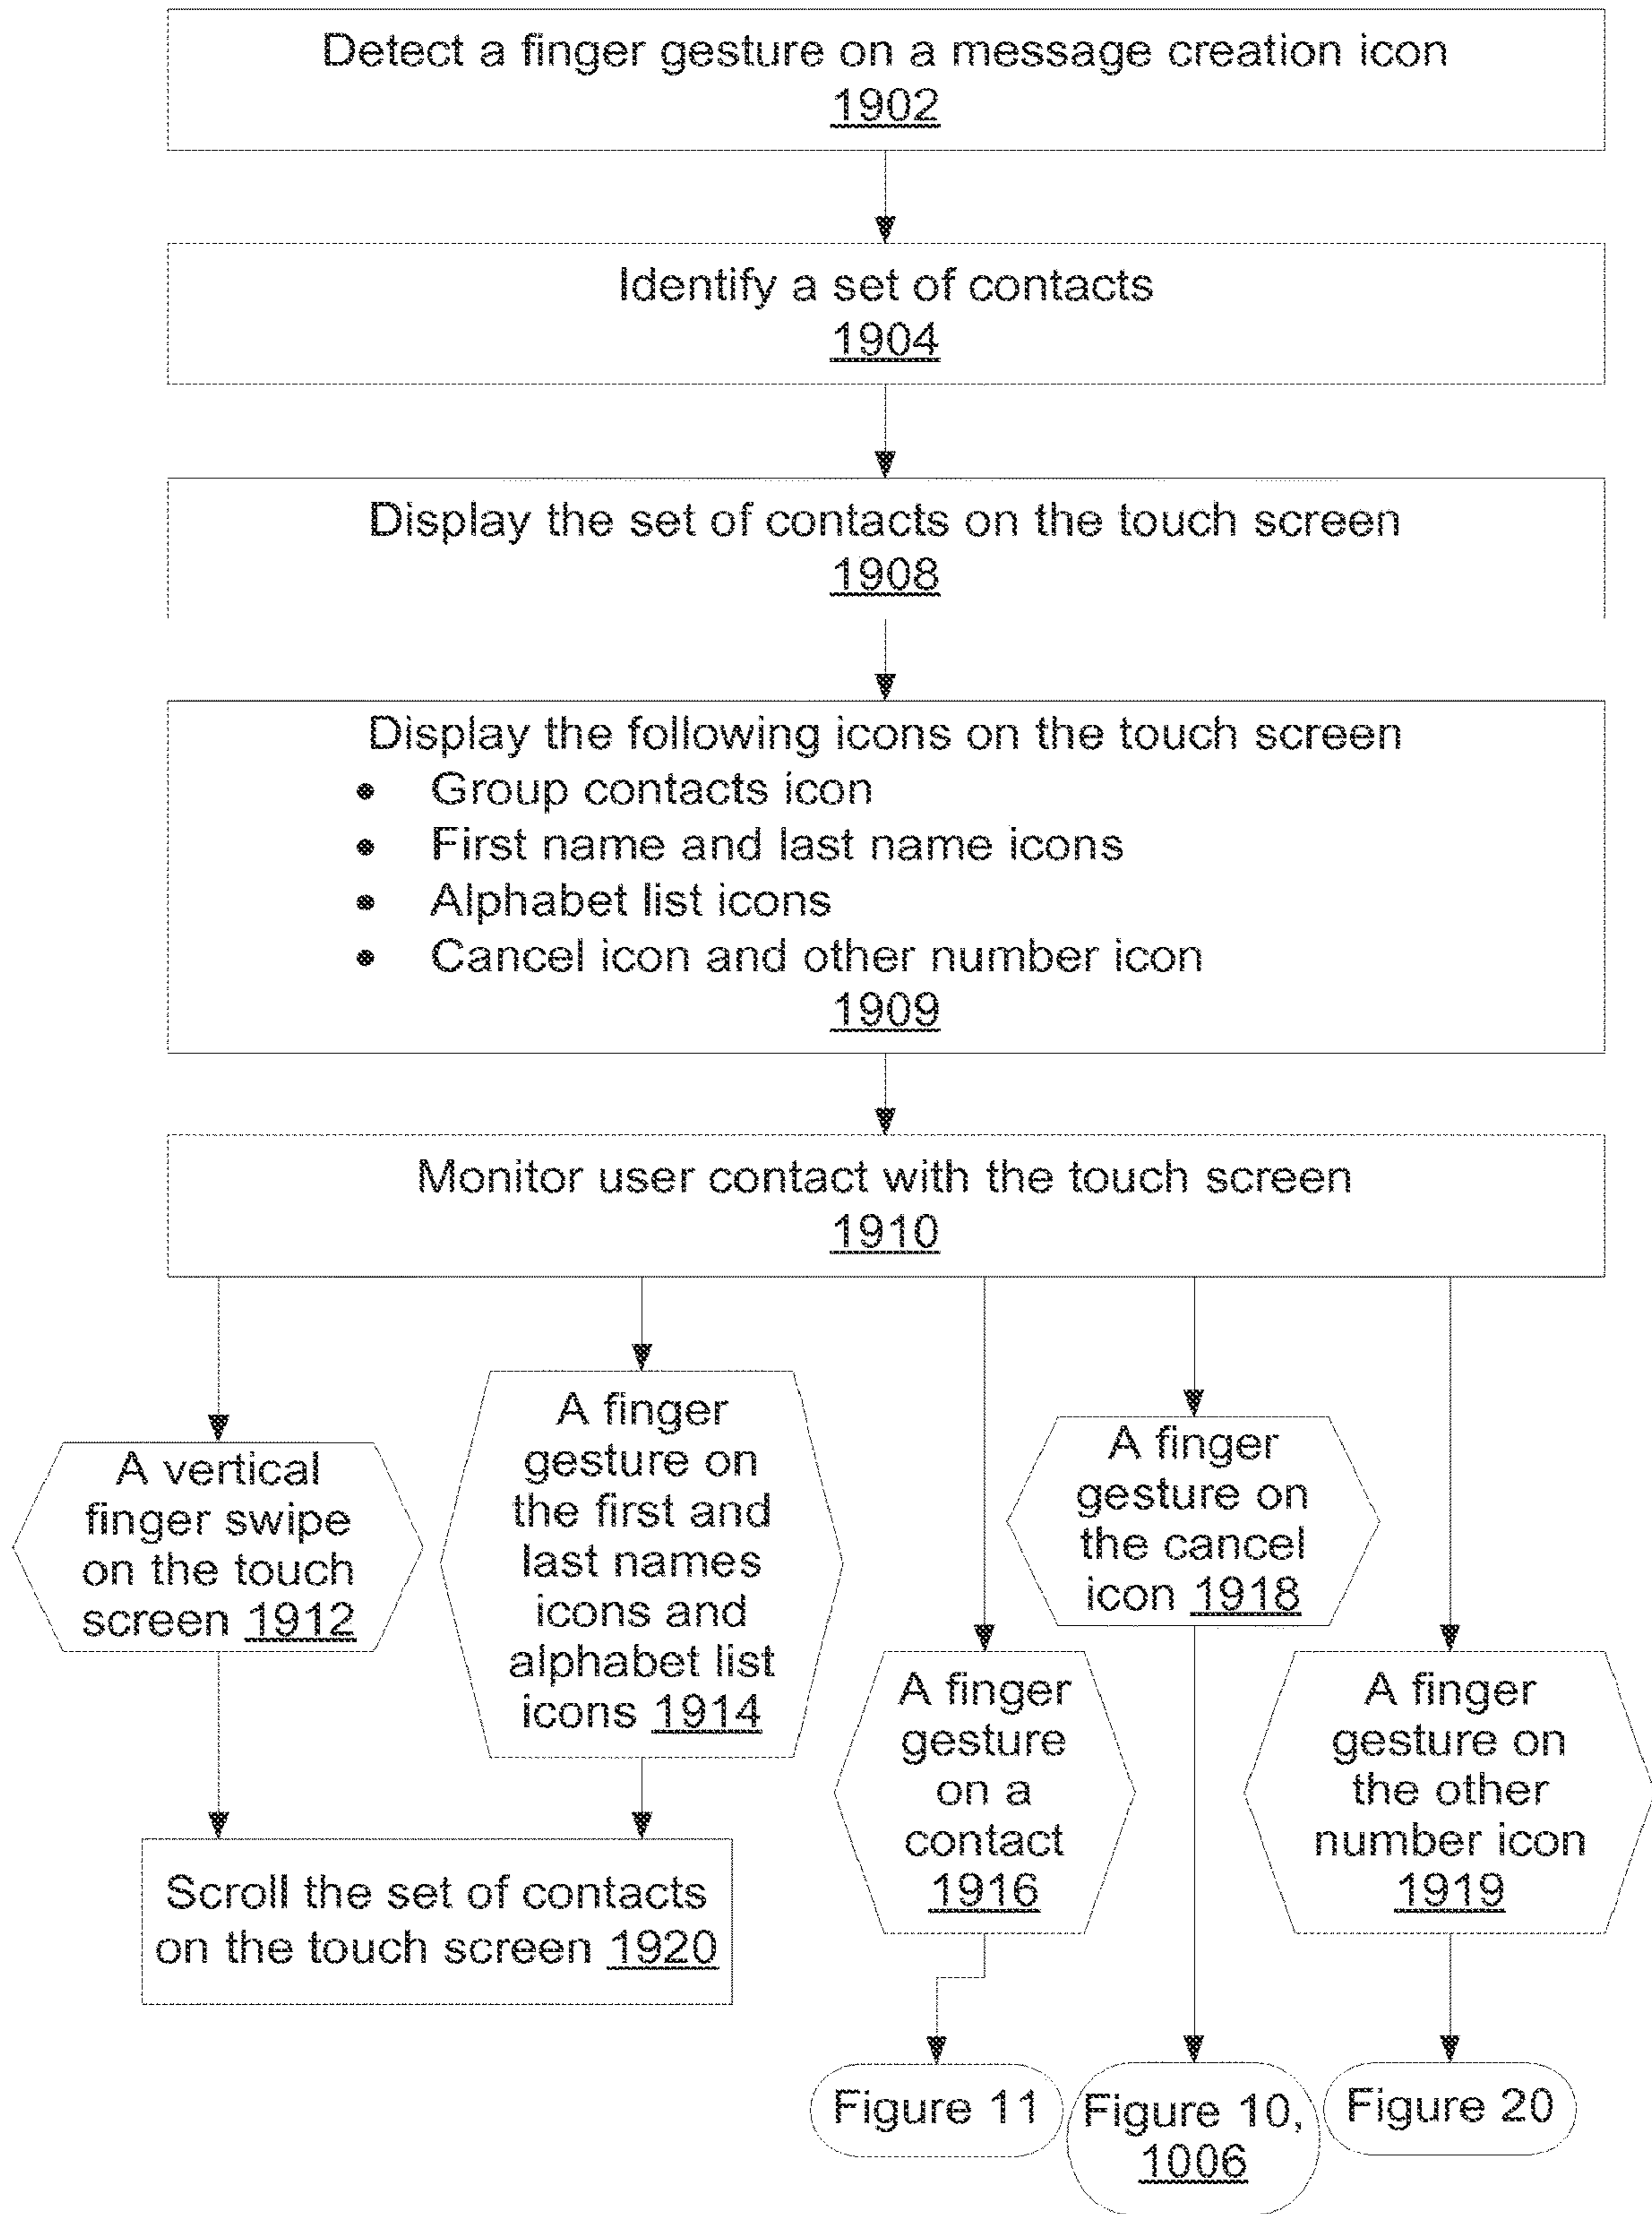 Detect a finger gesture on a message creation icon
1902
Identify a set of contacts
1904
Display the set of contacts on the touch screen
1908
Display the following icons on the touch screen
• Group contacts icon
• First name and last name icons
• Alphabet list icons
• Cancel icon and other number icon
1909
Monitor user contact with the touch screen
1910
A vertical
finger swipe
on the touch
screen 1912
A finger
gesture on
the first and
last names
icons and
alphabet list
icons 1914
A finger
gesture
on a
contact
1916
A finger
gesture on
the cancel
icon 1918
A finger
gesture on
the other
number icon
1919
Scroll the set of contacts
on the touch screen 1920
Figure 11
Figure 10,
1006
Figure 20